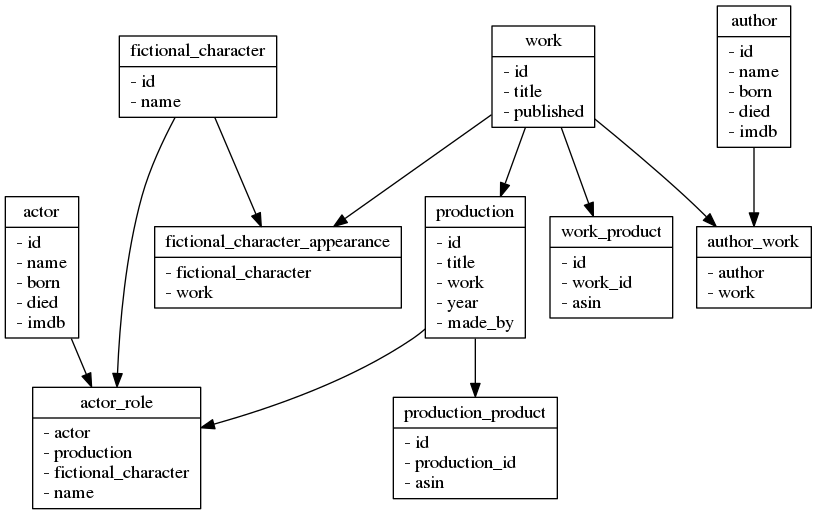 fictional_character
- id
- name
work
- id
- title
- published
author
- id
- name
- born
- died
- imdb
actor
- id
- name
- born
- died
- imdb
fictional_character_appearance
- fictional_character
- work
production
- id
- title
- work
- year
- made_by
work_product
- id
- work_id
- asin
author_work
- author
- work
actor_role
- actor
- production
- fictional_character
- name
production_product
- id
- production_id
- asin